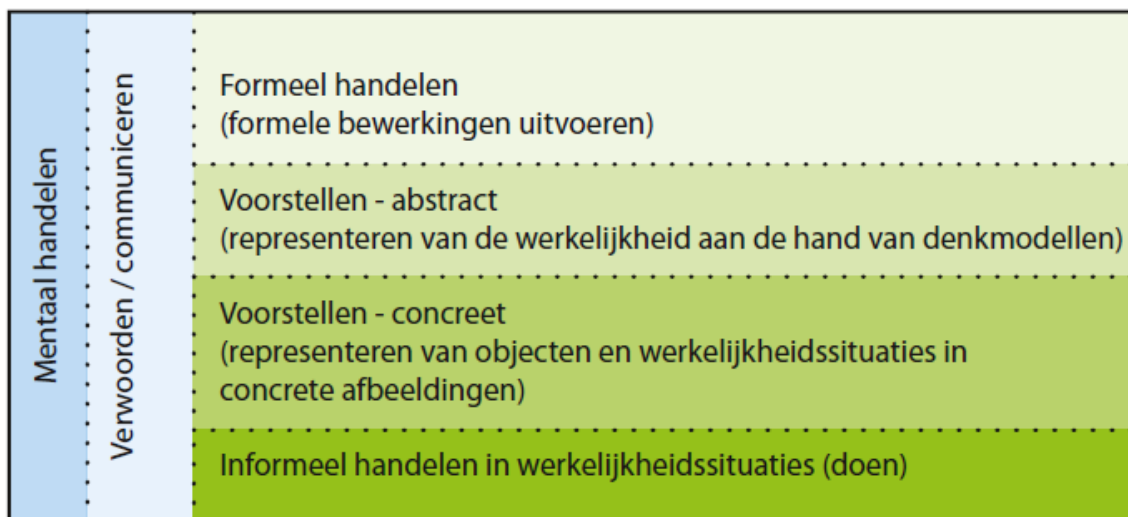 Mentaal handelen
Verwoorden / communiceren
Formeel handelen
(formele bewerkingen uitvoeren)
Voorstellen - abstract
(representeren van de werkelijkheid aan de hand van denkmodellen)
Voorstellen - concreet
(representeren van objecten en werkelijkheidssituaties in
concrete afbeeldingen)
Informeel handelen in werkelijkheidssituaties (doen)